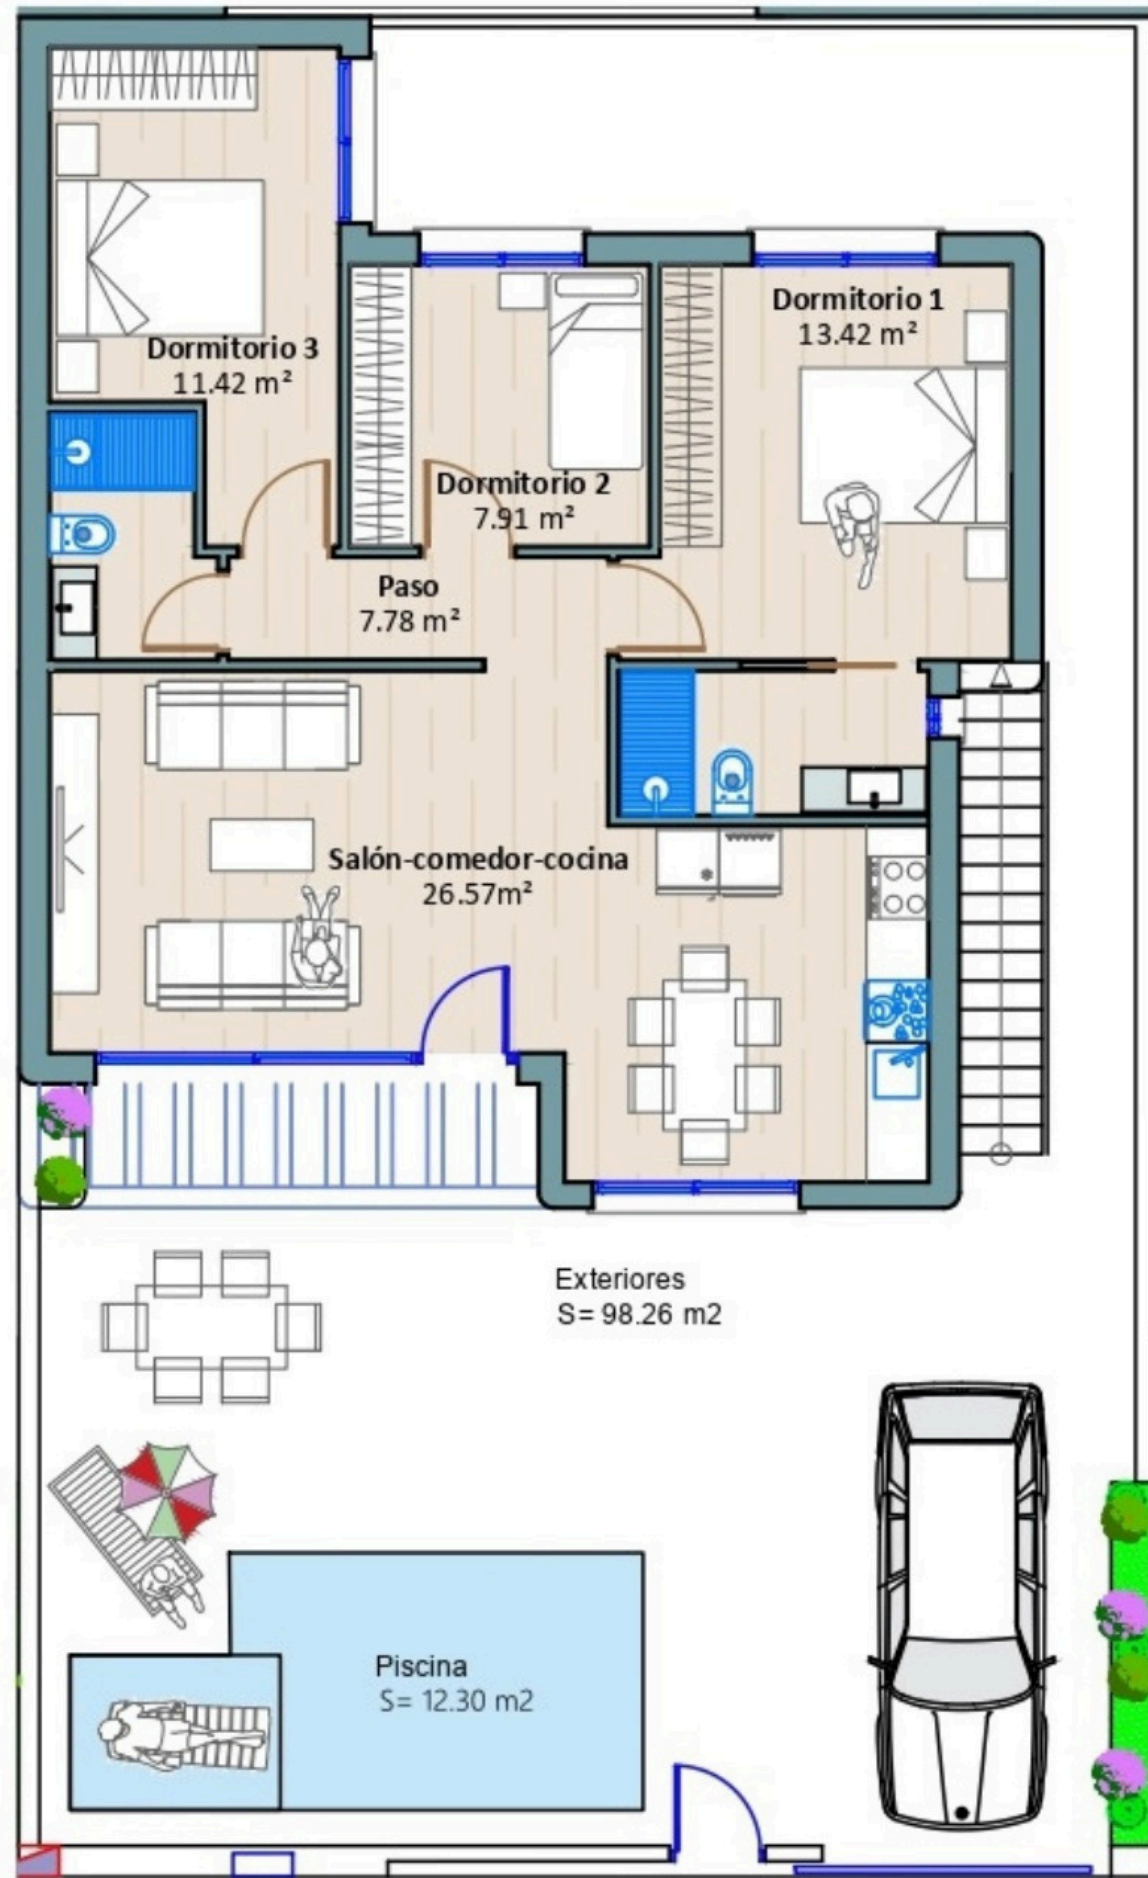 Dormitorio 1
13.42 m²
Dormitorio 3
11.42 m²
Dormitorio 2
7.91 m²
Paso
7.78 m²
Salón-comedor-cocina
26.57m²
Exteriores
S= 98.26 m2
Piscina
S= 12.30 m2